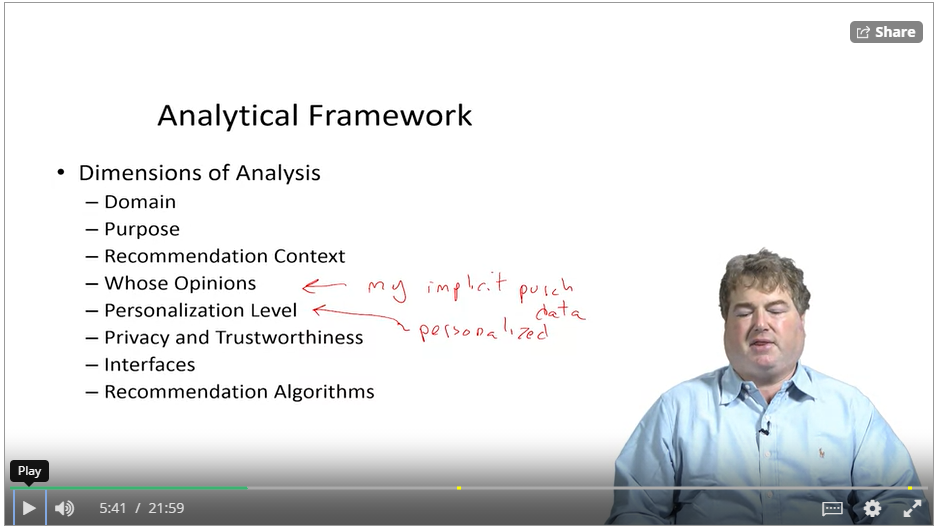 Share
Analytical Framework
• Dimensions of Analysis
– Domain
– Purpose
– Recommendation Context
– Whose Opinions
my implicit purch
data
– Personalization Level
personalized
– Privacy and Trustworthiness
– Interfaces
– Recommendation Algorithms
Play
5:41 / 21:59